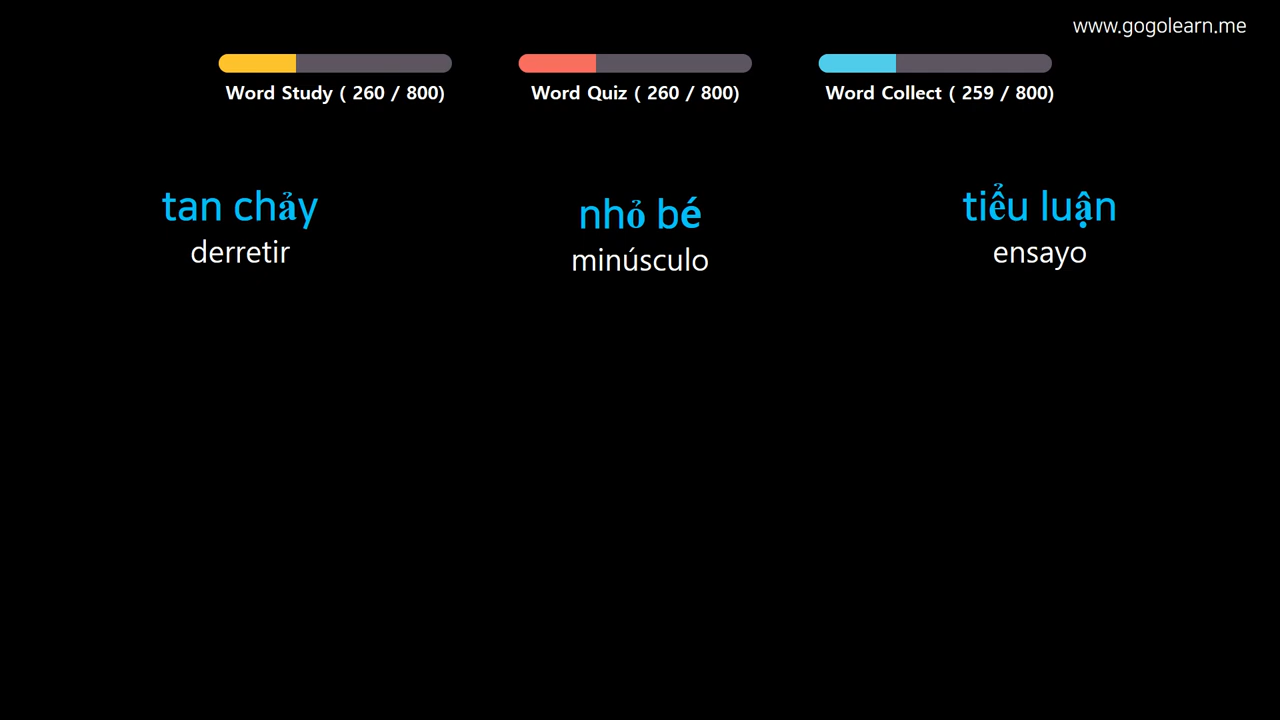 www.gogolearn.me
Word Study ( 260 / 800)
Word Quiz ( 260 / 800)
Word Collect ( 259 / 800)
tan chảy
derretir
nhỏ bé
minúsculo
tiểu luận
ensayo